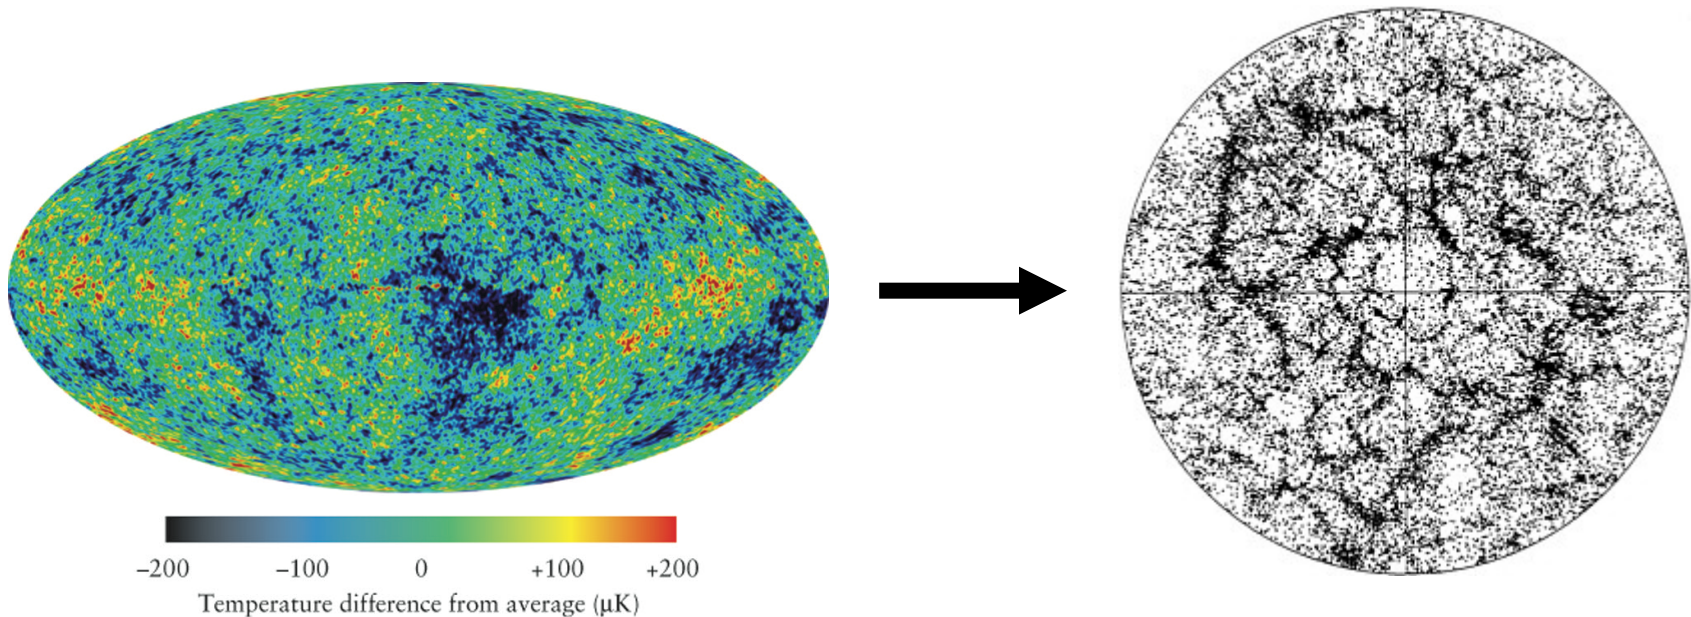 −200 −100 0 +100 +200
Temperature difference from average (μK)